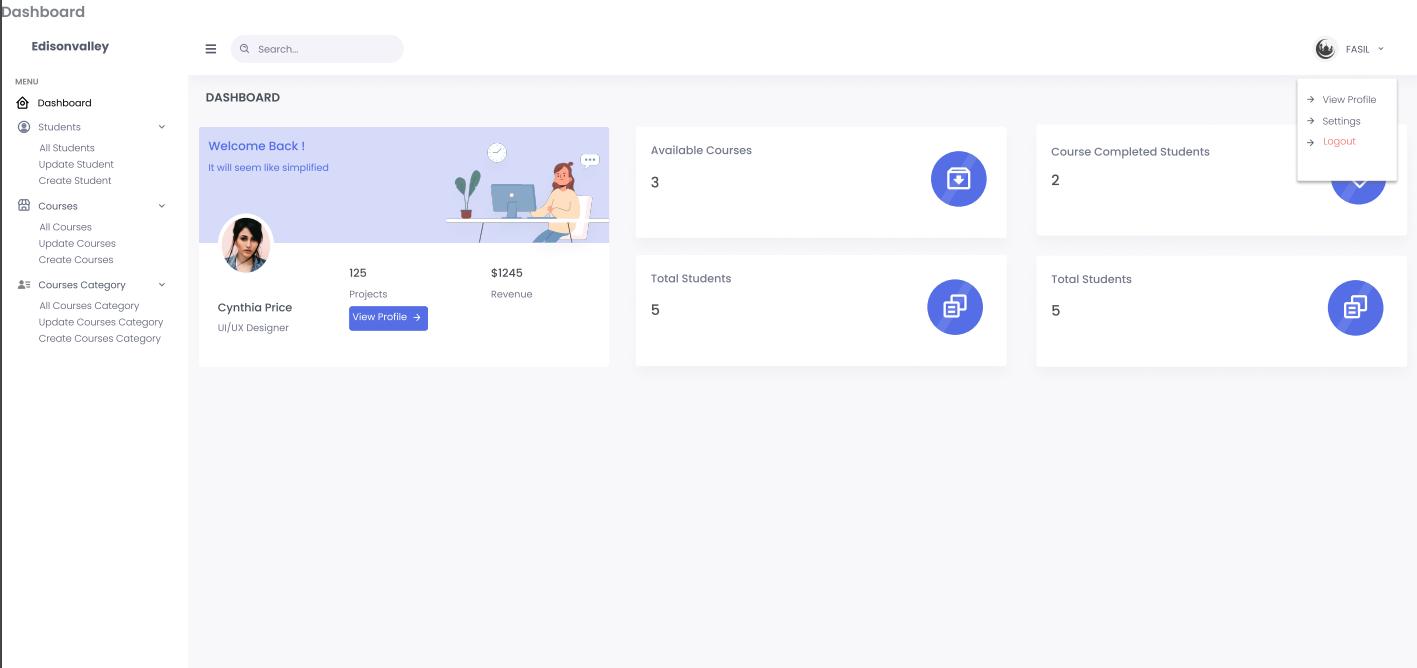 Dashboard
Edisonvalley
Search...
FASIL
MENU
Dashboard
Students
All Students
Update Student
Create Student
Courses
All Courses
Update Courses
Create Courses
Courses Category
All Courses Category
Update Courses Category
Create Courses Category
DASHBOARD
View Profile
Settings
Logout
Welcome Back !
It will seem like simplified
Cynthia Price
UI/UX Designer
125
Projects
$1245
Revenue
View Profile
Available Courses
3
Course Completed Students
2
Total Students
5
Total Students
5